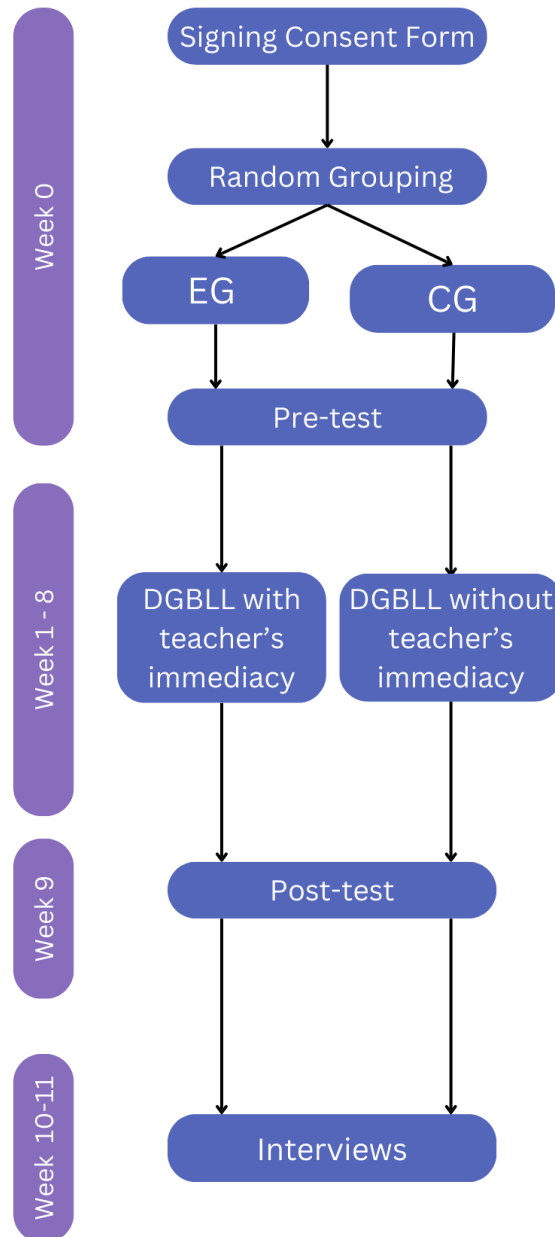 Week 0
Signing Consent Form
Random Grouping
EG
CG
Pre-test
Week 1 - 8
DGBLL with
teacher’s
immediacy
DGBLL without
teacher’s
immediacy
Week 9
Post-test
Week 10-11
Interviews